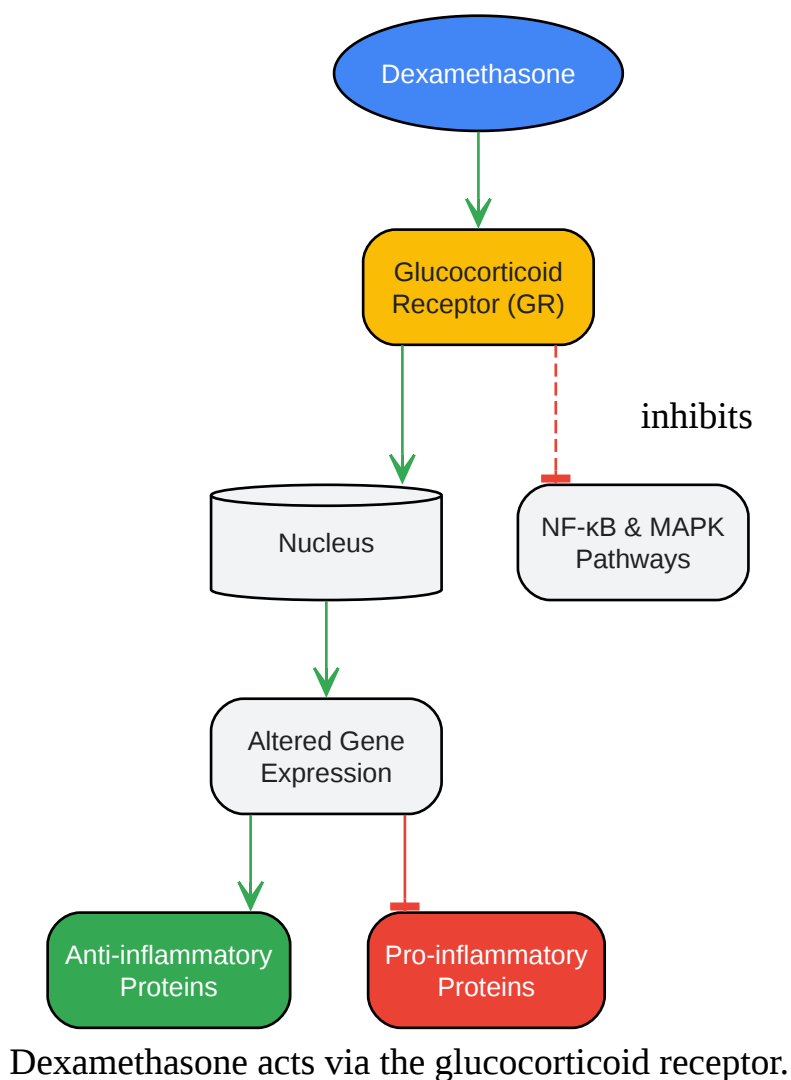 Dexamethasone
Glucocorticoid
Receptor (GR)
inhibits
Nucleus
NF-κB & MAPK
Pathways
Altered Gene
Expression
Anti-inflammatory
Proteins
Pro-inflammatory
Proteins
Dexamethasone acts via the glucocorticoid receptor.